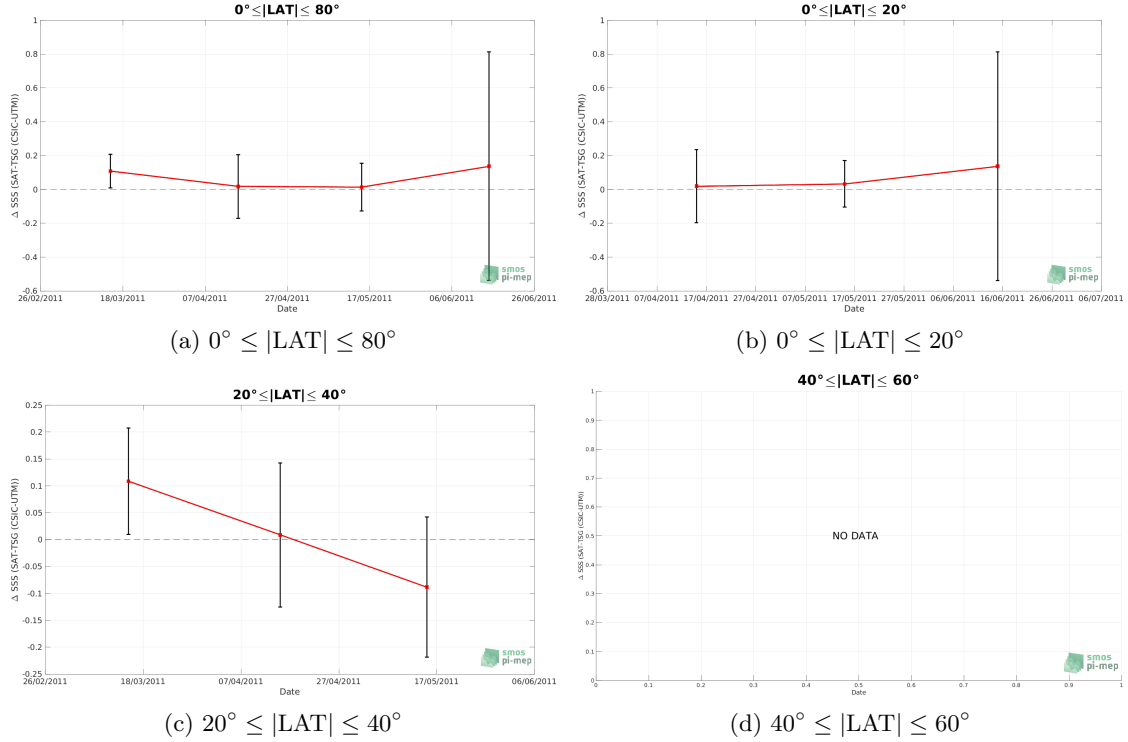 0°≤|LAT|≤ 80°
1
0.8
0.6
0.4
0.2
0
-0.2
-0.4
-0.6
Δ SSS (SAT-TSG (CSIC-UTM))
26/02/2011 18/03/2011 07/04/2011 27/04/2011 17/05/2011 06/06/2011 26/06/2011
Date
smos
pi-mep
(a) 0° ≤ |LAT| ≤ 80°
0°≤|LAT|≤ 20°
1
0.8
0.6
0.4
0.2
0
-0.2
-0.4
-0.6
Δ SSS (SAT-TSG (CSIC-UTM))
28/03/2011 07/04/2011 17/04/2011 27/04/2011 07/05/2011 17/05/2011 27/05/2011 06/06/2011 16/06/2011 26/06/2011 06/07/2011
Date
smos
pi-mep
(b) 0° ≤ |LAT| ≤ 20°
20°≤|LAT|≤ 40°
0.25
0.2
0.15
0.1
0.05
0
-0.05
-0.1
-0.15
-0.2
-0.25
Δ SSS (SAT-TSG (CSIC-UTM))
26/02/2011 18/03/2011 07/04/2011 27/04/2011 17/05/2011 06/06/2011
Date
smos
pi-mep
(c) 20° ≤ |LAT| ≤ 40°
40°≤|LAT|≤ 60°
1
0.9
0.8
0.7
0.6
0.5
0.4
0.3
0.2
0.1
0
Δ SSS (SAT-TSG (CSIC-UTM))
NO DATA
0 0.1 0.2 0.3 0.4 0.5 0.6 0.7 0.8 0.9 1
Date
smos
pi-mep
(d) 40° ≤ |LAT| ≤ 60°